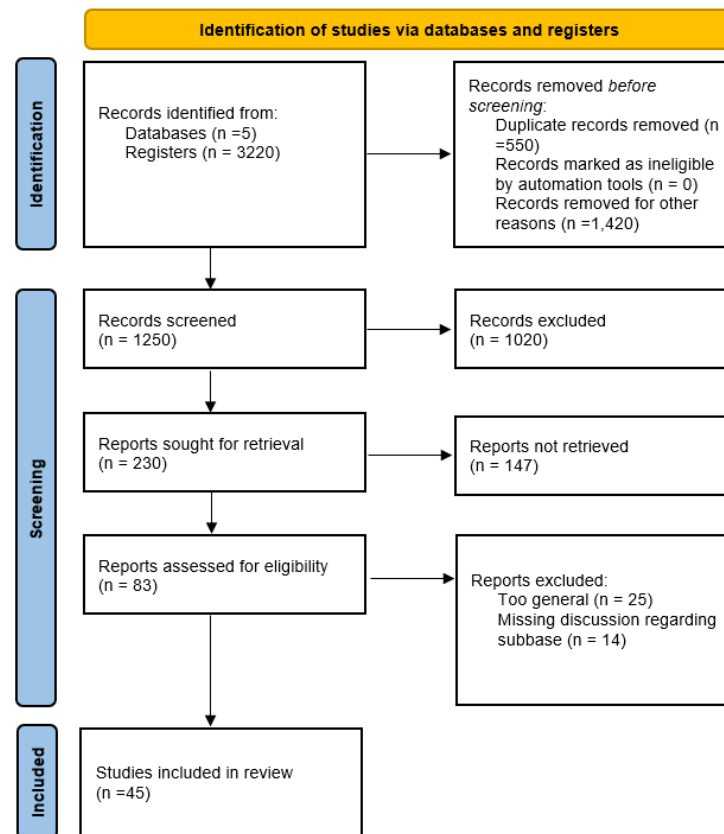 Identification of studies via databases and registers
Identification
Records identified from:
Databases (n =5)
Registers (n = 3220)
Records removed before
screening:
Duplicate records removed (n
=550)
Records marked as ineligible
by automation tools (n = 0)
Records removed for other
reasons (n =1,420)
Screening
Records screened
(n = 1250)
Records excluded
(n = 1020)
Reports sought for retrieval
(n = 230)
Reports not retrieved
(n = 147)
Reports assessed for eligibility
(n = 83)
Reports excluded:
Too general (n = 25)
Missing discussion regarding
subbase (n = 14)
Included
Studies included in review
(n =45)